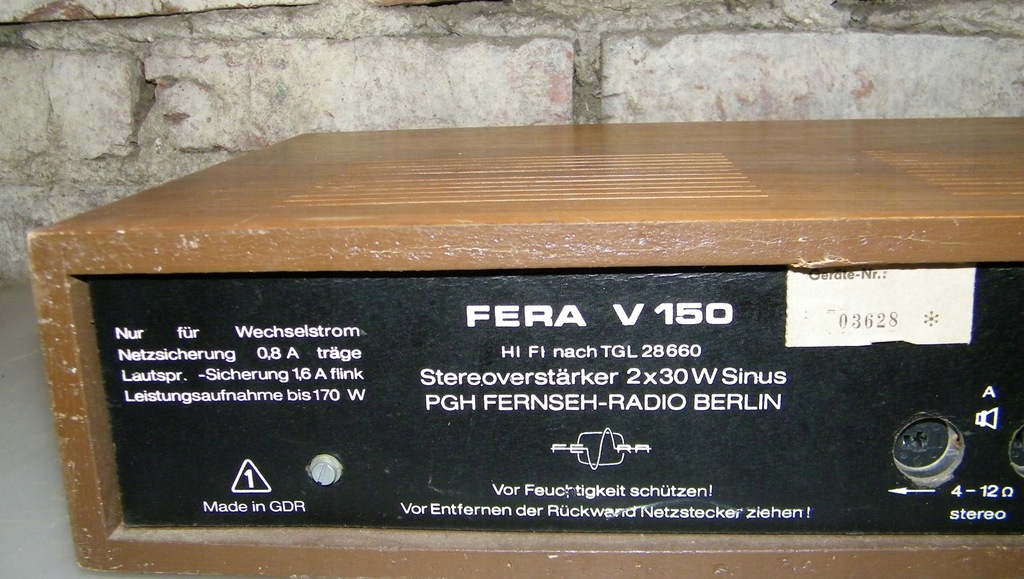 Nur für Wechselstrom
Netzsicherung 0,8 A träge
Lautspr. -Sicherung 1,6 A flink
Leistungsaufnahme bis 170 W
1
Made in GDR
FERA V 150
HI FI nach TGL 28660
Stereoverstärker 2x30 W Sinus
PGH FERNSEH-RADIO BERLIN
FERA
Vor Feuchtigkeit schützen!
Vor Entfernen der Rückwand Netzstecker ziehen!
Geräte-Nr.:
03628 *
A
4-12 Ω
stereo